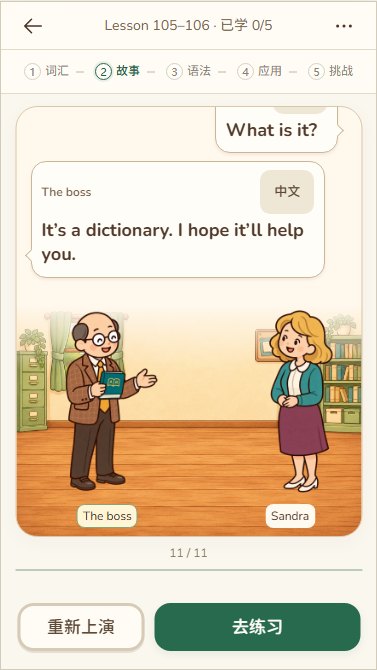 Lesson 105–106 · 已学 0/5
1 词汇
2 故事
3 语法
4 应用
5 挑战
What is it?
The boss
中文
It’s a dictionary. I hope it’ll help
you.
The boss
Sandra
11 / 11
重新上演
去练习